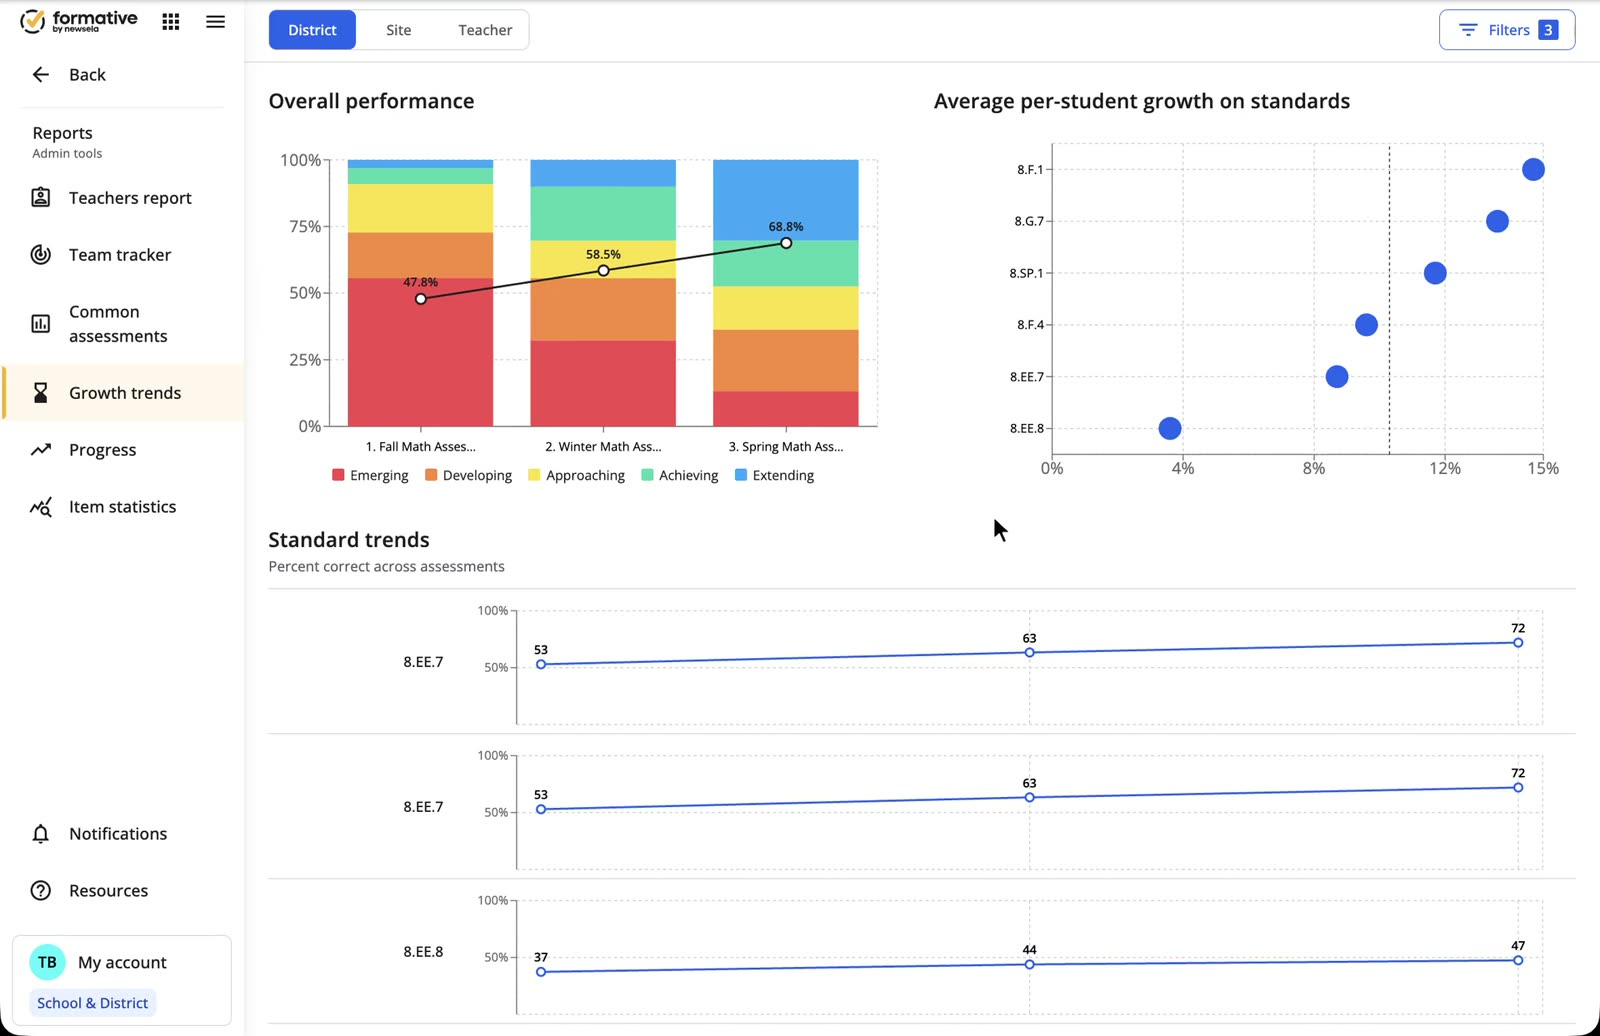 formative
by newsela
Back
Reports
Admin tools
Teachers report
Team tracker
Common
assessments
Growth trends
Progress
Item statistics
Notifications
Resources
TB
My account
School & District
District
Site
Teacher
Filters 3
Overall performance
100%
75%
50%
25%
0%
47.8%
58.5%
68.8%
1. Fall Math Asses...
2. Winter Math Ass...
3. Spring Math Ass...
Emerging
Developing
Approaching
Achieving
Extending
Average per-student growth on standards
8.F.1
8.G.7
8.SP.1
8.F.4
8.EE.7
8.EE.8
0%
4%
8%
12%
15%
Standard trends
Percent correct across assessments
8.EE.7
100%
50%
53
63
72
8.EE.7
100%
50%
53
63
72
8.EE.8
100%
50%
37
44
47